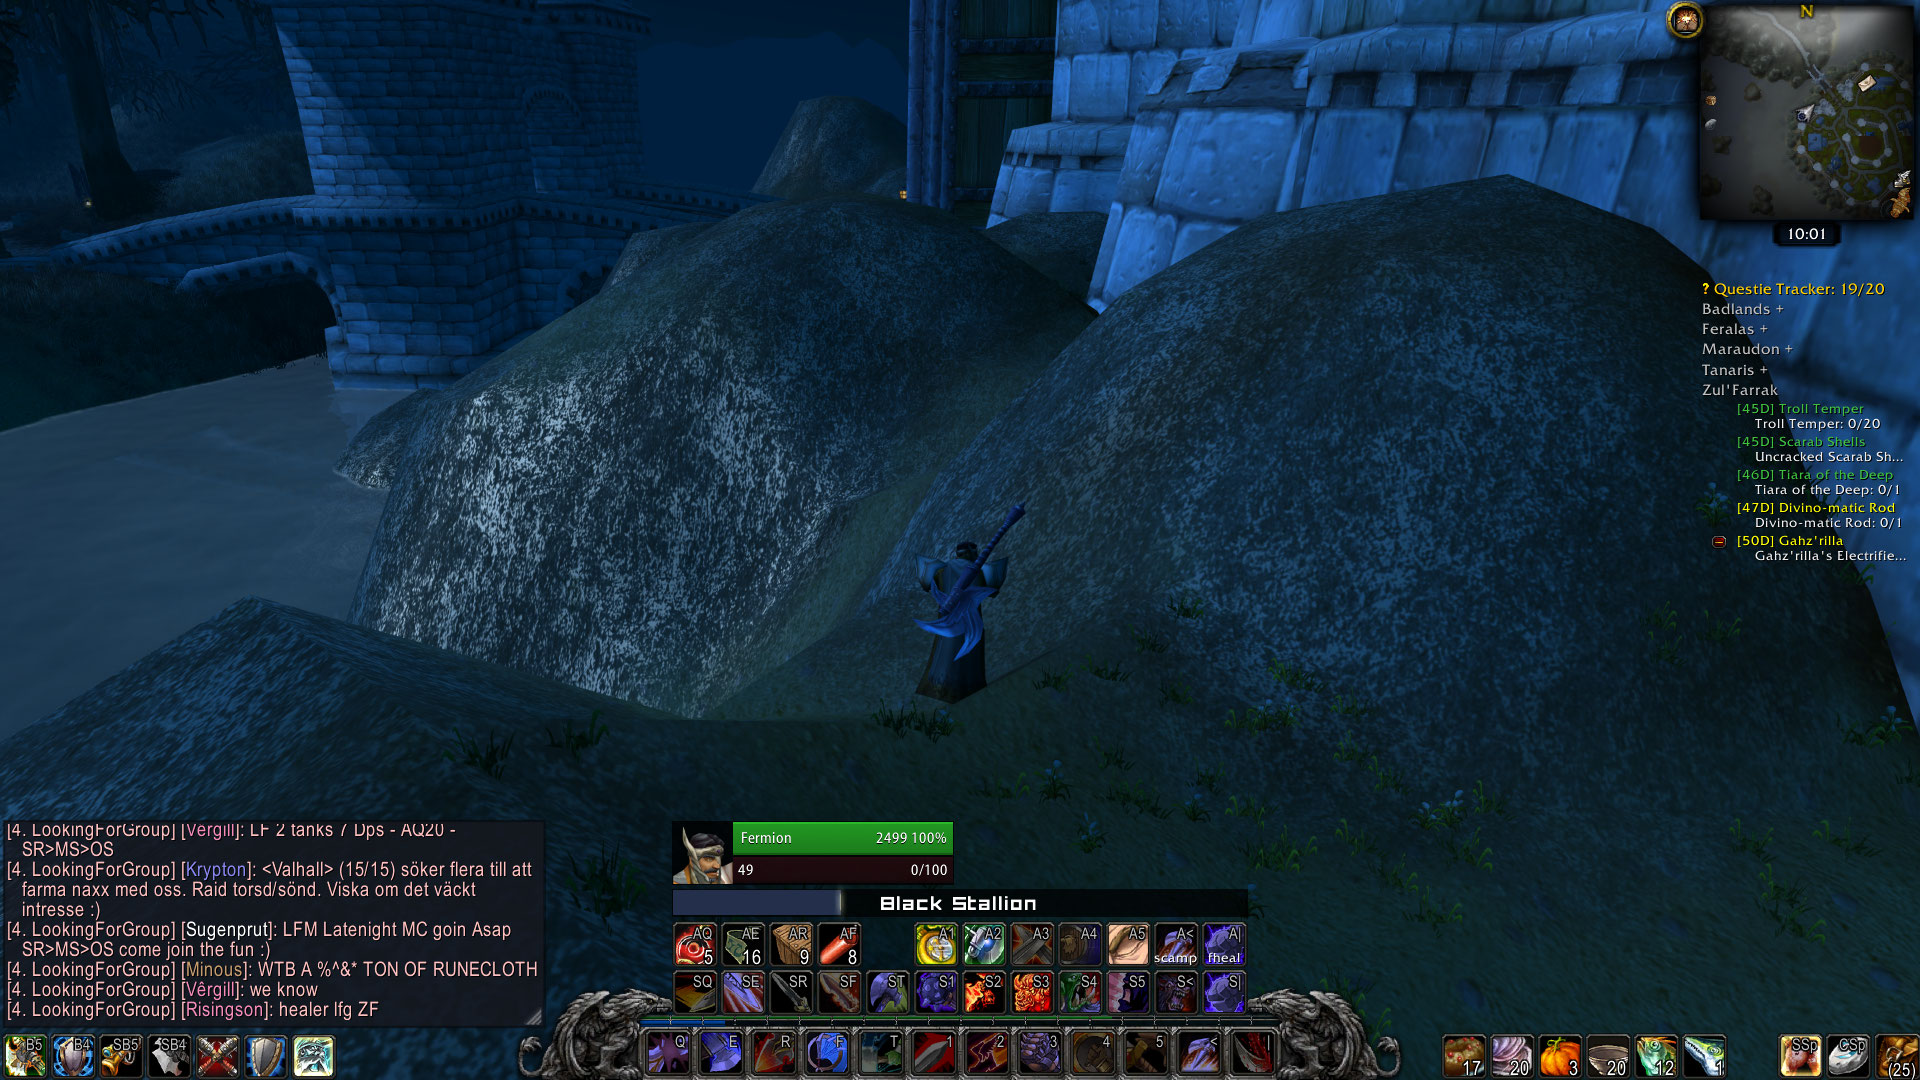 N
10:01
? Questie Tracker: 19/20
Badlands +
Feralas +
Maraudon +
Tanaris +
Zul'Farrak
[45D] Troll Temper
Troll Temper: 0/20
[45D] Scarab Shells
Uncracked Scarab Sh...
[46D] Tiara of the Deep
Tiara of the Deep: 0/1
[47D] Divino-matic Rod
Divino-matic Rod: 0/1
[50D] Gahz'rilla
Gahz'rilla's Electrifie...
[4. LookingForGroup] [Vêrgill]: LF 2 tanks 7 Dps - AQ20 -
SR>MS>OS
[4. LookingForGroup] [Krypton]: <Valhall> (15/15) söker flera till att
farma naxx med oss. Raid torsd/sönd. Viska om det väckt
intresse :)
[4. LookingForGroup] [Sugenprut]: LFM Latenight MC goin Asap
SR>MS>OS come join the fun :)
[4. LookingForGroup] [Minous]: WTB A %^&* TON OF RUNECLOTH
[4. LookingForGroup] [Vêrgill]: we know
[4. LookingForGroup] [Risingson]: healer lfg ZF
Fermion 2499 100%
49 0/100
Black Stallion
AQ AE AR AF A1 A2 A3 A4 A5 A< A|
5 16 9 8 scamp fheal
SQ SE SR SF ST S1 S2 S3 S4 S5 S< S|
Q E R F T 1 2 3 4 5 < |
B5 B4 SB5 SB4
17 20 3 20 12 1
SSp CSp (25)